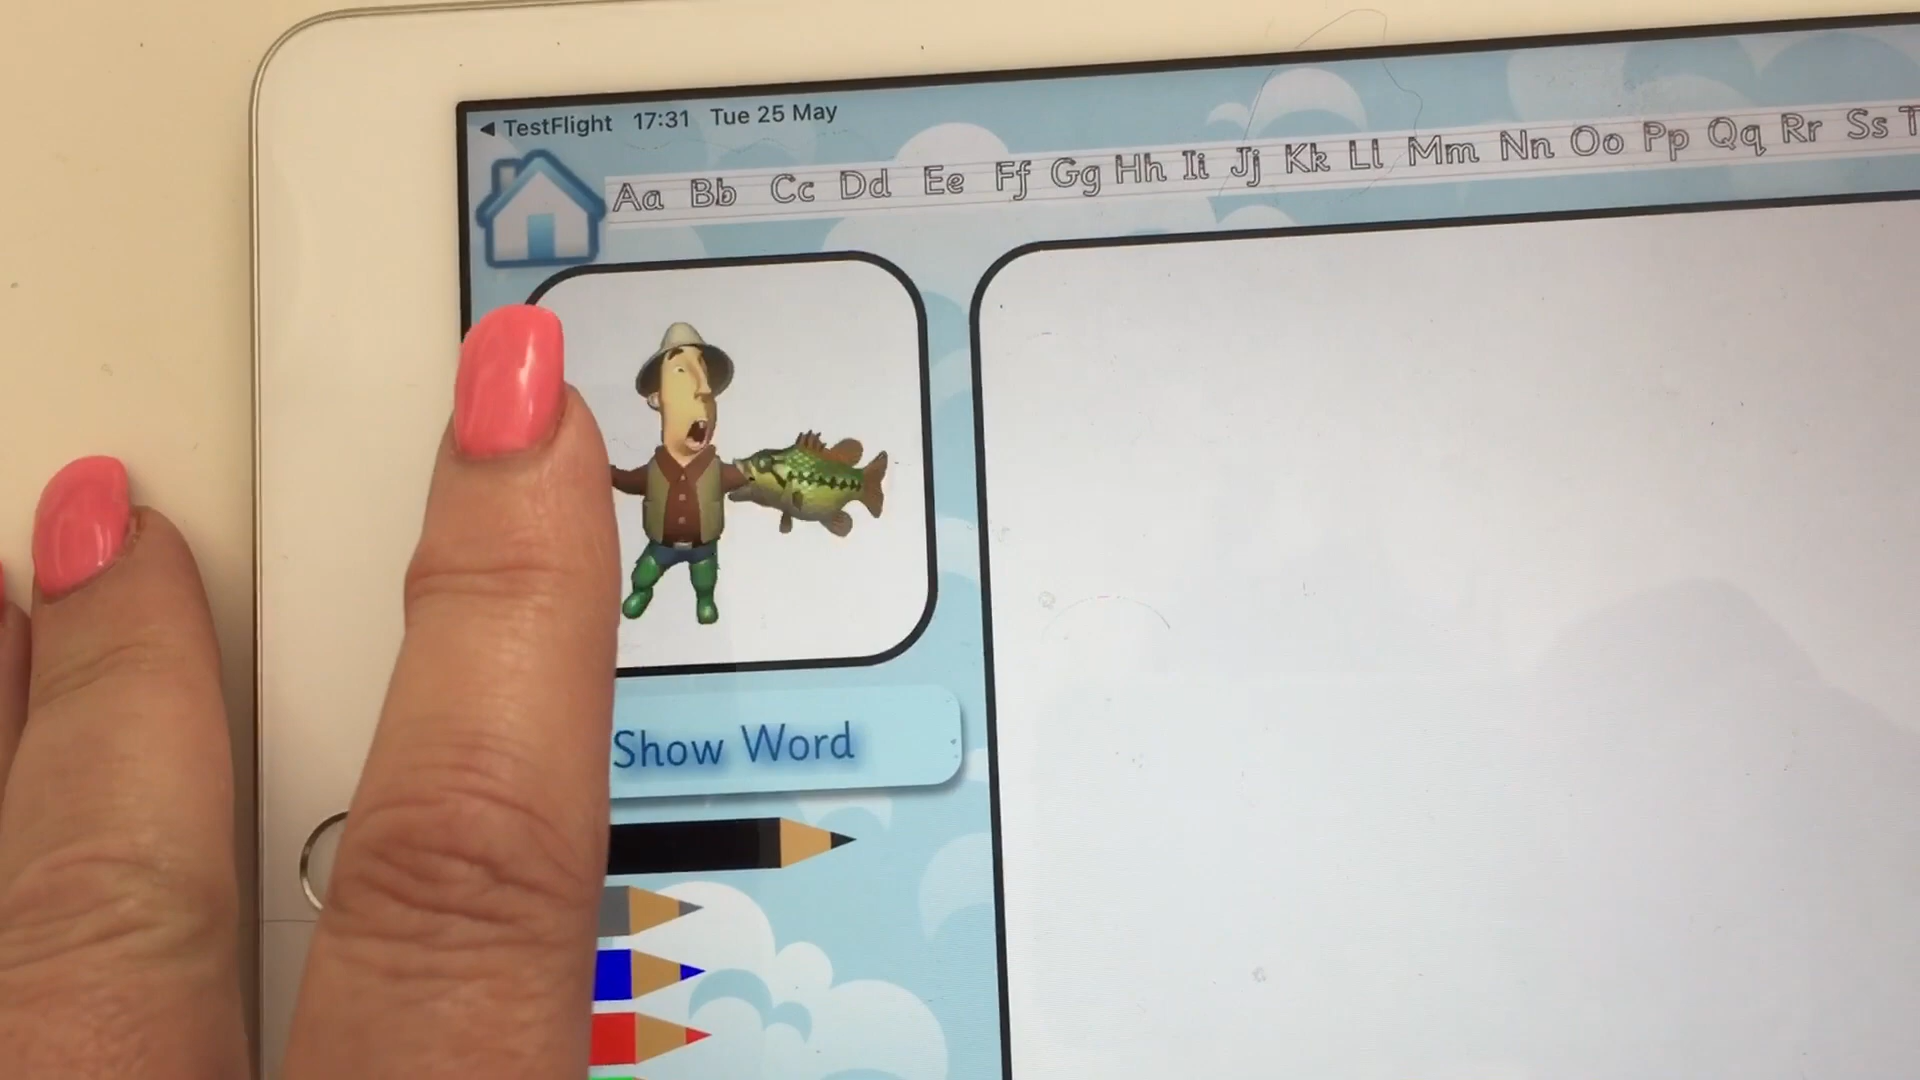 ◀ TestFlight 17:31 Tue 25 May
Aa Bb Cc Dd Ee Ff Gg Hh Ii Jj Kk Ll Mm Nn Oo Pp Qq Rr Ss T
Show Word